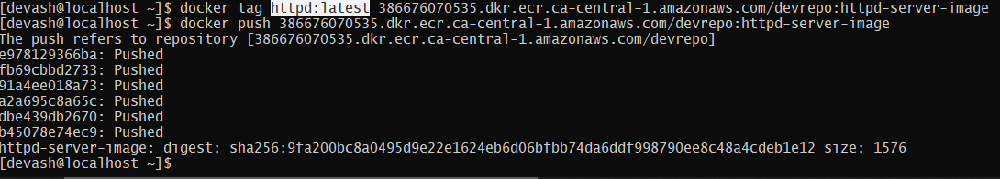 [devash@localhost ~]$ docker tag httpd:latest 386676070535.dkr.ecr.ca-central-1.amazonaws.com/devrepo:httpd-server-image
[devash@localhost ~]$ docker push 386676070535.dkr.ecr.ca-central-1.amazonaws.com/devrepo:httpd-server-image
The push refers to repository [386676070535.dkr.ecr.ca-central-1.amazonaws.com/devrepo]
e978129366ba: Pushed
fb69cbbd2733: Pushed
91a4ee018a73: Pushed
a2a695c8a65c: Pushed
dbe439db2670: Pushed
b45078e74ec9: Pushed
httpd-server-image: digest: sha256:9fa200bc8a0495d9e22e1624eb6d06bfbb74da6ddf998790ee8c48a4cdeb1e12 size: 1576
[devash@localhost ~]$